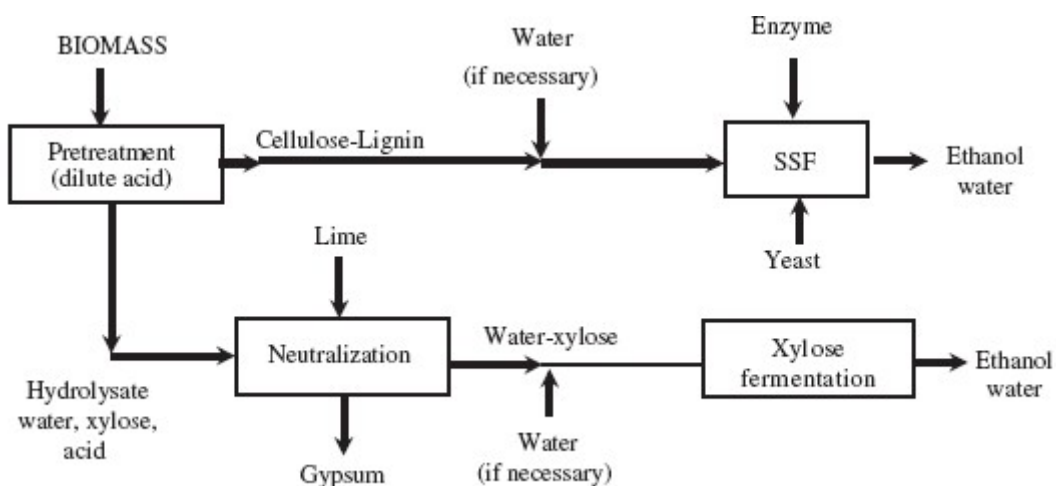 BIOMASS
Water
(if necessary)
Enzyme
Pretreatment
(dilute acid)
Cellulose-Lignin
SSF
Ethanol
water
Yeast
Lime
Neutralization
Water-xylose
Xylose
fermentation
Ethanol
water
Hydrolysate
water, xylose,
acid
Gypsum
Water
(if necessary)